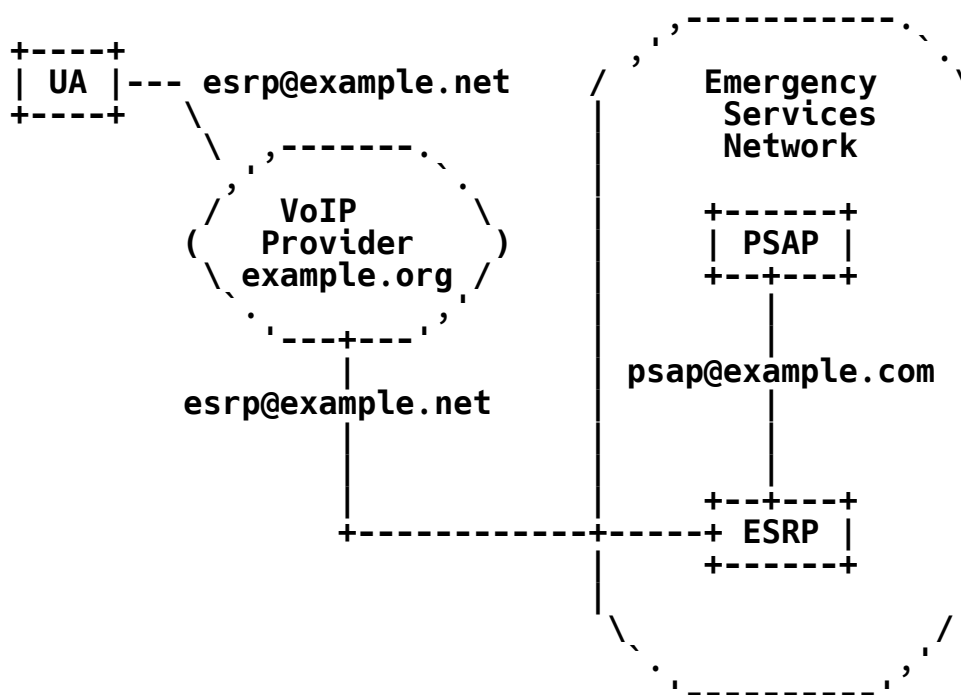 UA
esrp@example.net
Emergency
Services
Network
VoIP
Provider
example.org
PSAP
psap@example.com
esrp@example.net
ESRP